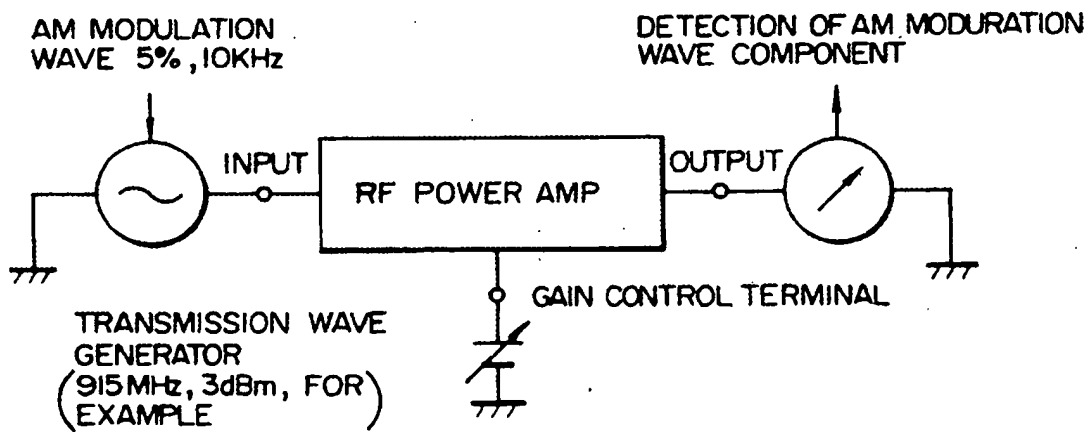 AM MODULATION
WAVE 5%, 10KHz
DETECTION OF AM MODURATION
WAVE COMPONENT
INPUT
RF POWER AMP
OUTPUT
GAIN CONTROL TERMINAL
TRANSMISSION WAVE
GENERATOR
(915MHz, 3dBm, FOR
EXAMPLE)